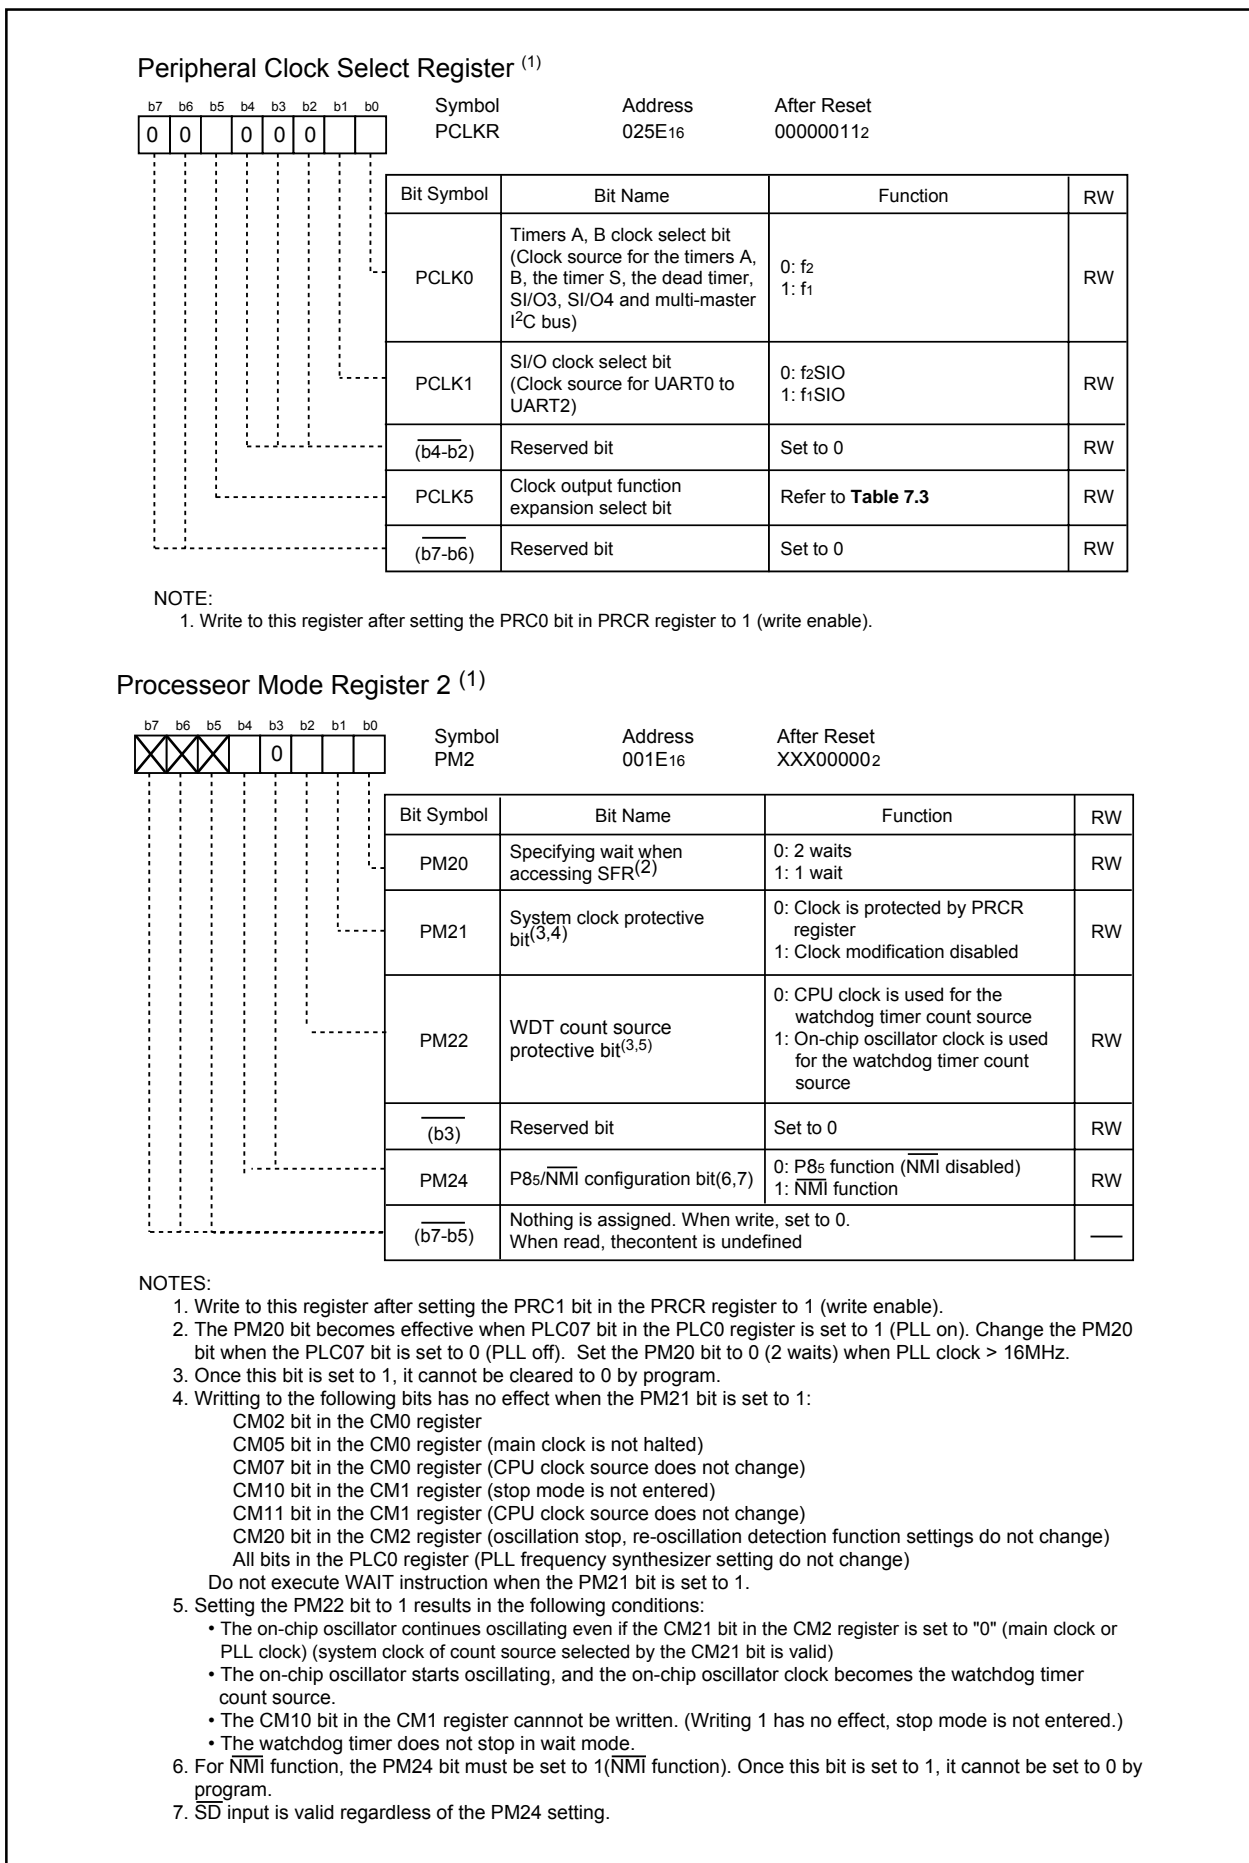 Peripheral Clock Select Register (1)
b7 b6 b5 b4 b3 b2 b1 b0
0 0 0 0 0
Symbol Address After Reset
PCLKR 025E16 000000112
Bit Symbol Bit Name Function RW
PCLK0
Timers A, B clock select bit
(Clock source for the timers A,
B, the timer S, the dead timer,
SI/O3, SI/O4 and multi-master
I2C bus)
0: f2
1: f1
RW
PCLK1
SI/O clock select bit
(Clock source for UART0 to
UART2)
0: f2SIO
1: f1SIO
RW
(b4-b2) Reserved bit Set to 0 RW
PCLK5
Clock output function
expansion select bit
Refer to Table 7.3
RW
(b7-b6) Reserved bit Set to 0 RW
NOTE:
1. Write to this register after setting the PRC0 bit in PRCR register to 1 (write enable).
Processeor Mode Register 2 (1)
b7 b6 b5 b4 b3 b2 b1 b0
0
Symbol Address After Reset
PM2 001E16 XXX000002
Bit Symbol Bit Name Function RW
PM20
Specifying wait when
accessing SFR(2)
0: 2 waits
1: 1 wait
RW
PM21
System clock protective
bit(3,4)
0: Clock is protected by PRCR
register
1: Clock modification disabled
RW
PM22
WDT count source
protective bit(3,5)
0: CPU clock is used for the
watchdog timer count source
1: On-chip oscillator clock is used
for the watchdog timer count
source
RW
(b3) Reserved bit Set to 0 RW
PM24
P85/NMI configuration bit(6,7)
0: P85 function (NMI disabled)
1: NMI function
RW
(b7-b5)
Nothing is assigned. When write, set to 0.
When read, thecontent is undefined
NOTES:
1. Write to this register after setting the PRC1 bit in the PRCR register to 1 (write enable).
2. The PM20 bit becomes effective when PLC07 bit in the PLC0 register is set to 1 (PLL on). Change the PM20
bit when the PLC07 bit is set to 0 (PLL off). Set the PM20 bit to 0 (2 waits) when PLL clock > 16MHz.
3. Once this bit is set to 1, it cannot be cleared to 0 by program.
4. Writting to the following bits has no effect when the PM21 bit is set to 1:
CM02 bit in the CM0 register
CM05 bit in the CM0 register (main clock is not halted)
CM07 bit in the CM0 register (CPU clock source does not change)
CM10 bit in the CM1 register (stop mode is not entered)
CM11 bit in the CM1 register (CPU clock source does not change)
CM20 bit in the CM2 register (oscillation stop, re-oscillation detection function settings do not change)
All bits in the PLC0 register (PLL frequency synthesizer setting do not change)
Do not execute WAIT instruction when the PM21 bit is set to 1.
5. Setting the PM22 bit to 1 results in the following conditions:
• The on-chip oscillator continues oscillating even if the CM21 bit in the CM2 register is set to "0" (main clock or
PLL clock) (system clock of count source selected by the CM21 bit is valid)
• The on-chip oscillator starts oscillating, and the on-chip oscillator clock becomes the watchdog timer
count source.
• The CM10 bit in the CM1 register cannnot be written. (Writing 1 has no effect, stop mode is not entered.)
• The watchdog timer does not stop in wait mode.
6. For NMI function, the PM24 bit must be set to 1(NMI function). Once this bit is set to 1, it cannot be set to 0 by
program.
7. SD input is valid regardless of the PM24 setting.